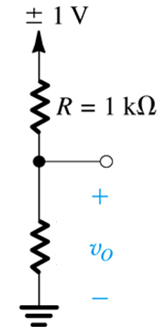 ± 1 V
R = 1 kΩ
+
v_O
−